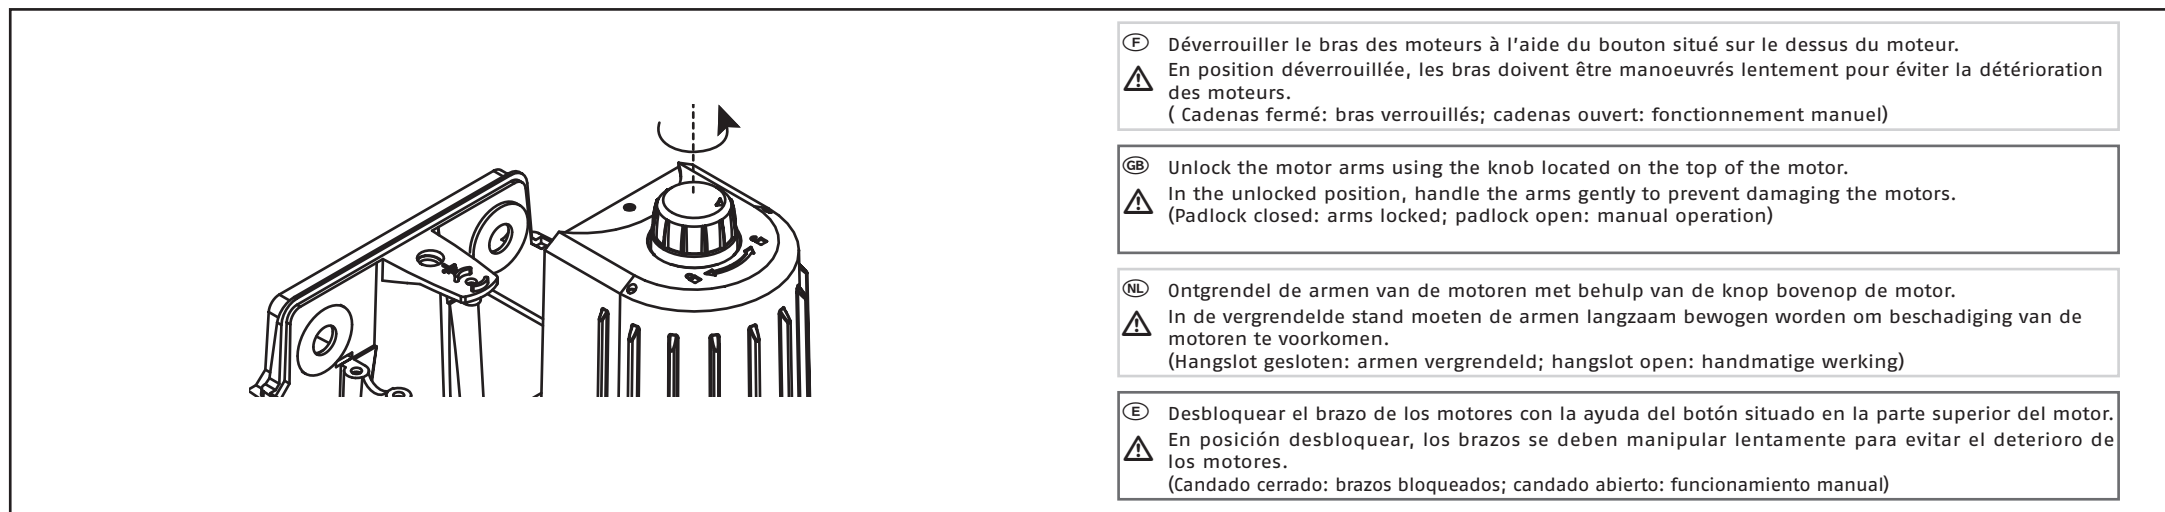 F Déverrouiller le bras des moteurs à l'aide du bouton situé sur le dessus du moteur.
En position déverrouillée, les bras doivent être manoeuvrés lentement pour éviter la détérioration
des moteurs.
( Cadenas fermé: bras verrouillés; cadenas ouvert: fonctionnement manuel)
GB Unlock the motor arms using the knob located on the top of the motor.
In the unlocked position, handle the arms gently to prevent damaging the motors.
(Padlock closed: arms locked; padlock open: manual operation)
NL Ontgrendel de armen van de motoren met behulp van de knop bovenop de motor.
In de vergrendelde stand moeten de armen langzaam bewogen worden om beschadiging van de
motoren te voorkomen.
(Hangslot gesloten: armen vergrendeld; hangslot open: handmatige werking)
E Desbloquear el brazo de los motores con la ayuda del botón situado en la parte superior del motor.
En posición desbloquear, los brazos se deben manipular lentamente para evitar el deterioro de
los motores.
(Candado cerrado: brazos bloqueados; candado abierto: funcionamiento manual)